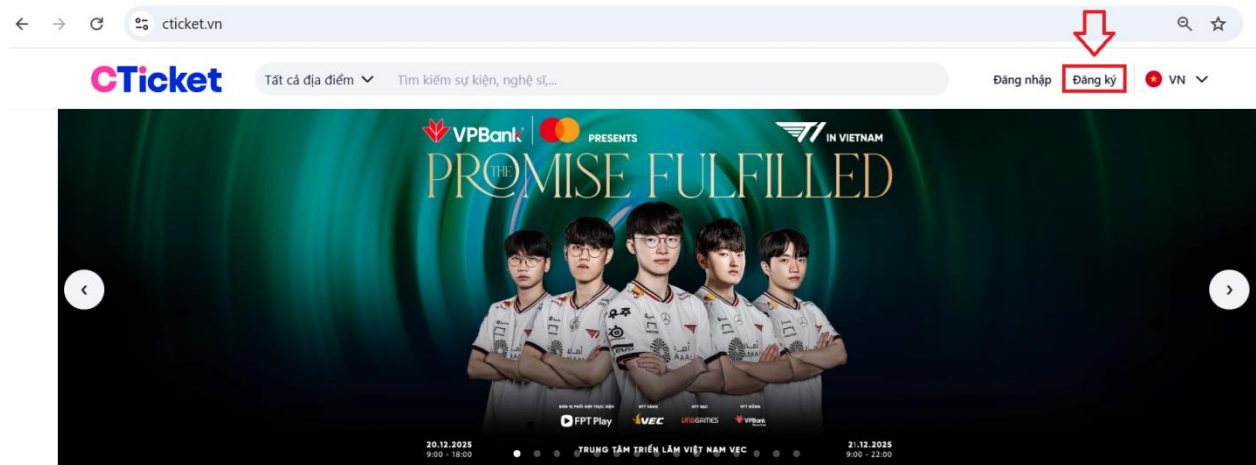 cticket.vn
CTicket
Tất cả địa điểm
Tìm kiếm sự kiện, nghệ sĩ,...
Đăng nhập
Đăng ký
VN
VPBank
PRESENTS
T1 IN VIETNAM
THE PROMISE FULFILLED
FPT Play
VEC
VNGGAMES
VPBank
20.12.2025
9:00 - 18:00
TRUNG TÂM TRIỂN LÃM VIỆT NAM VEC
21.12.2025
9:00 - 22:00